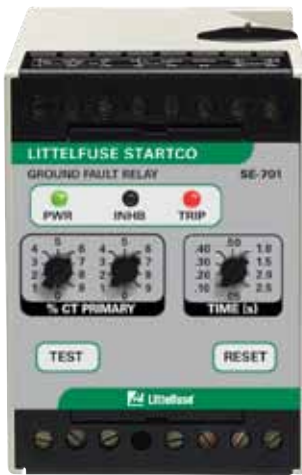 LITTELFUSE STARTCO
GROUND FAULT RELAY SE-701
PWR INHB TRIP
5 5 .50
4 6 4 6 .40 1.0
3 7 3 7 .30 1.5
2 8 2 8 .20 2.0
1 9 1 9 .10 2.5
0 0 .05
% CT PRIMARY TIME (s)
TEST RESET
Littelfuse